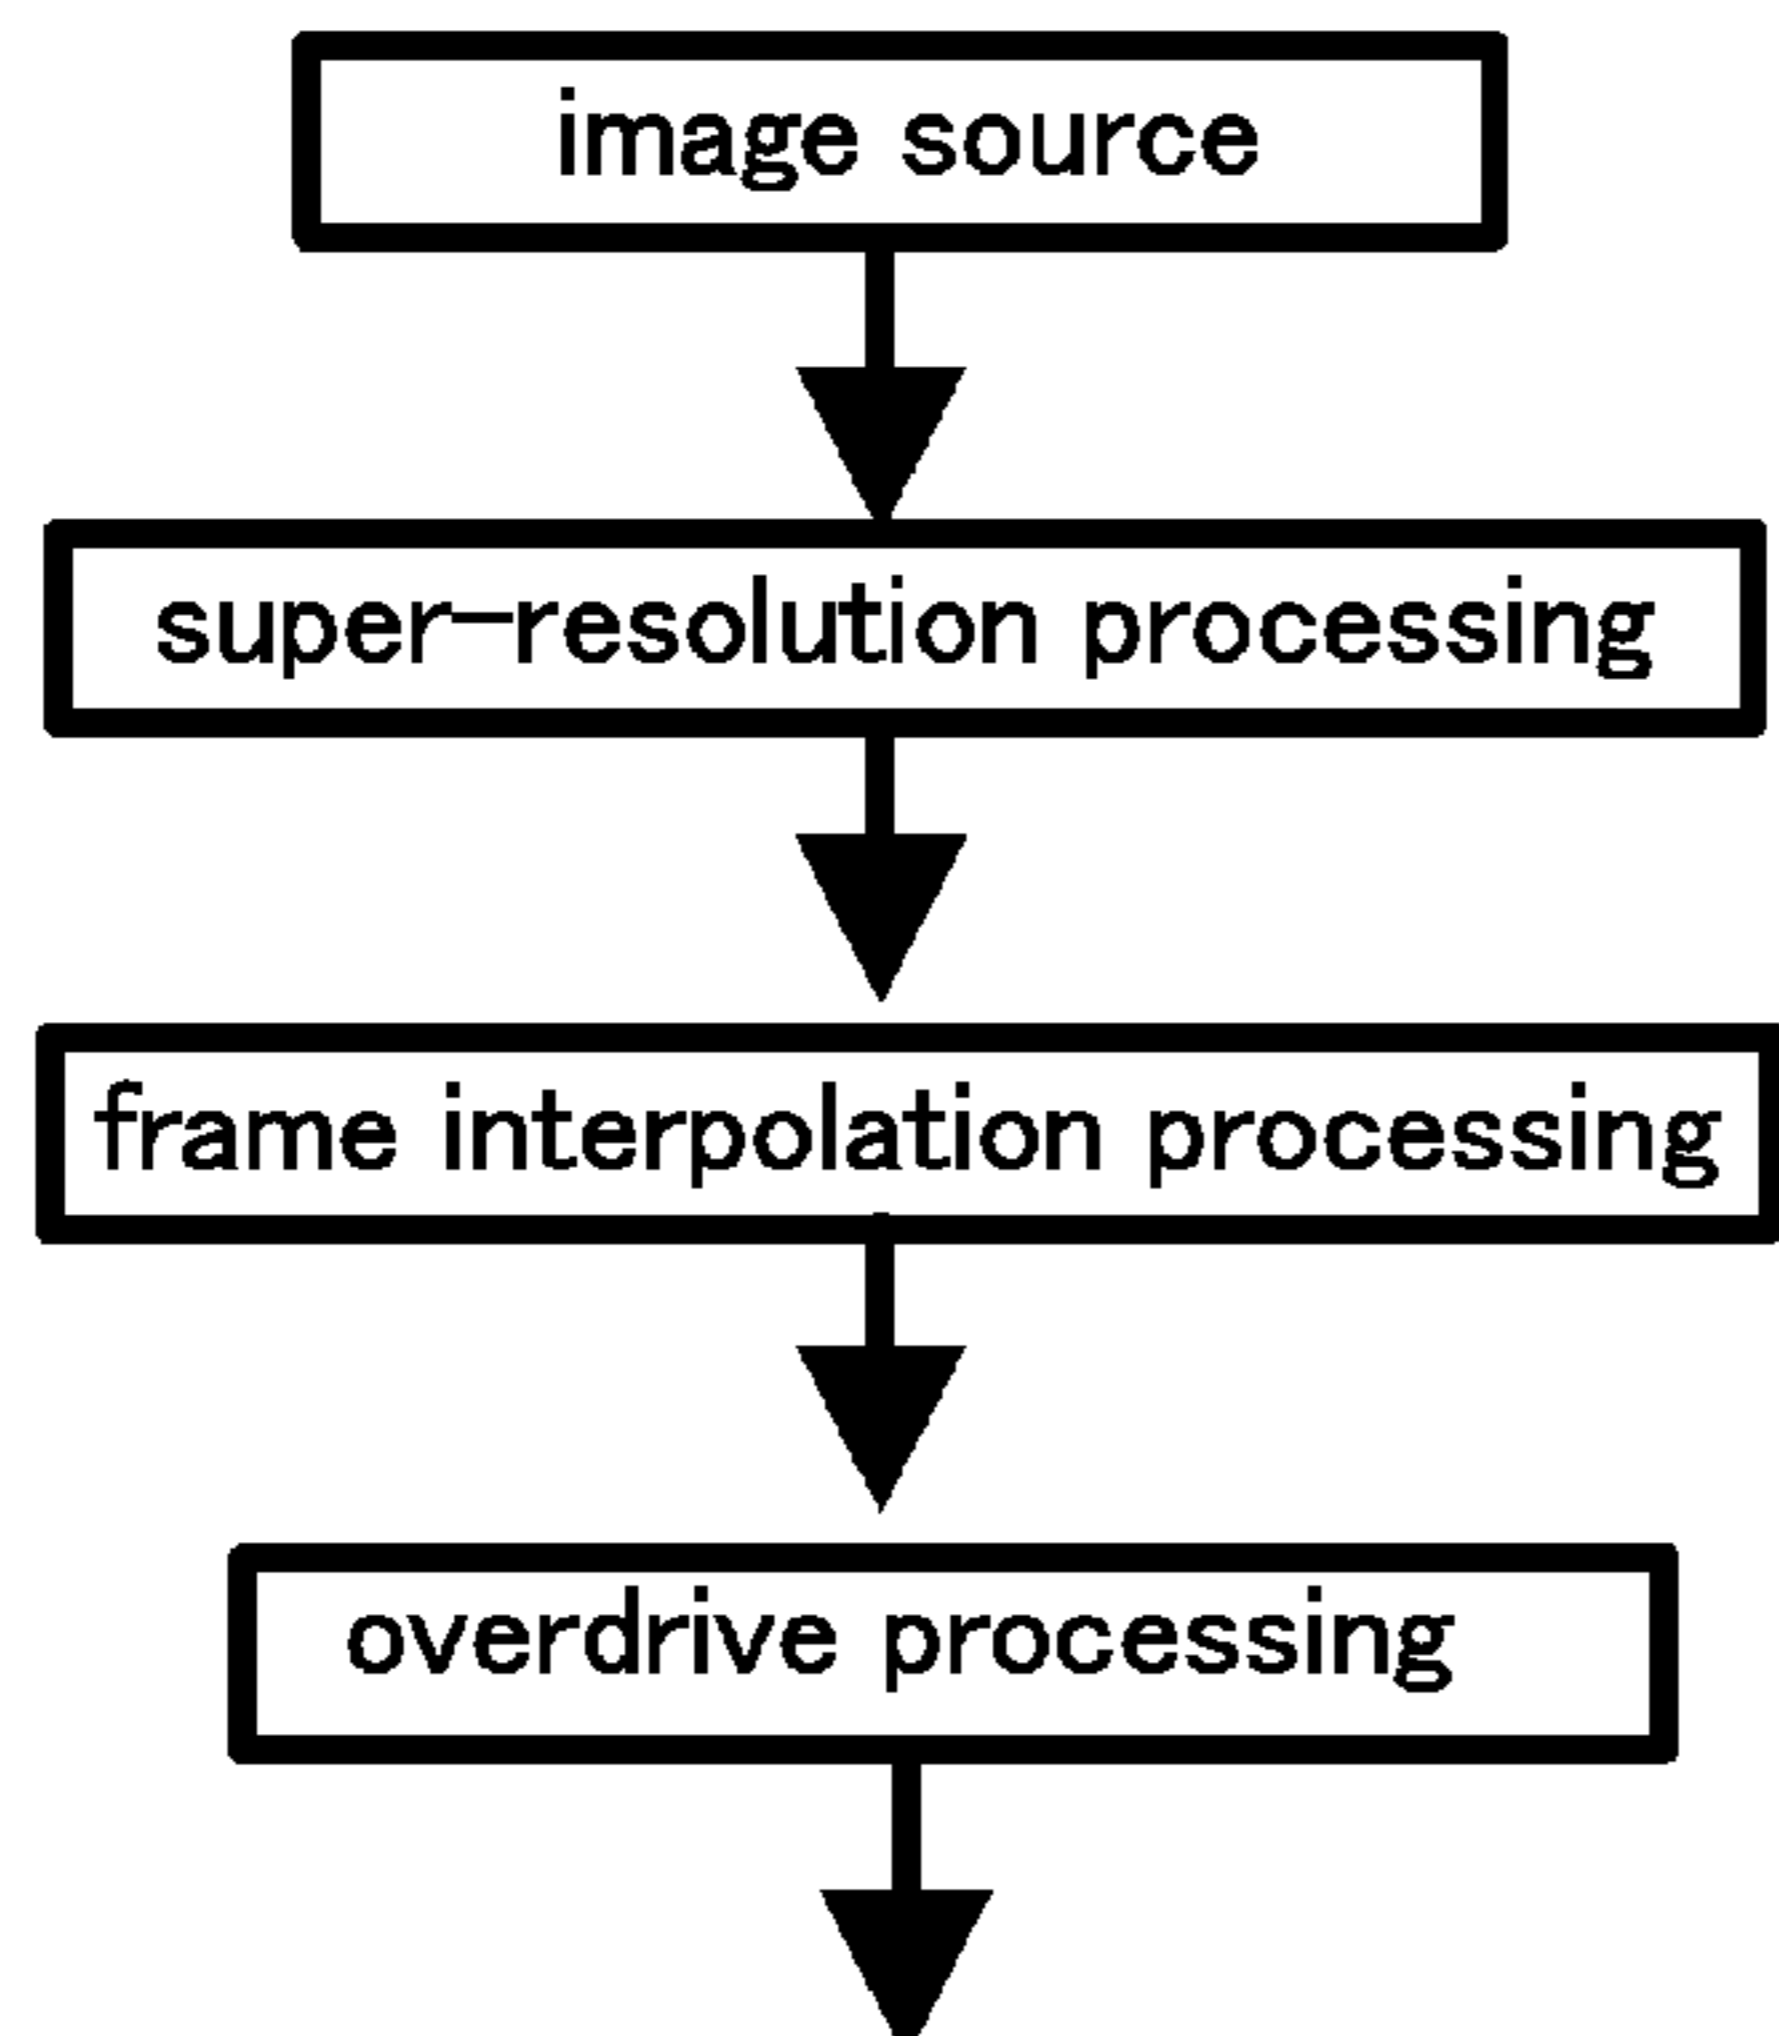 image source
super-resolution processing
frame interpolation processing
overdrive processing